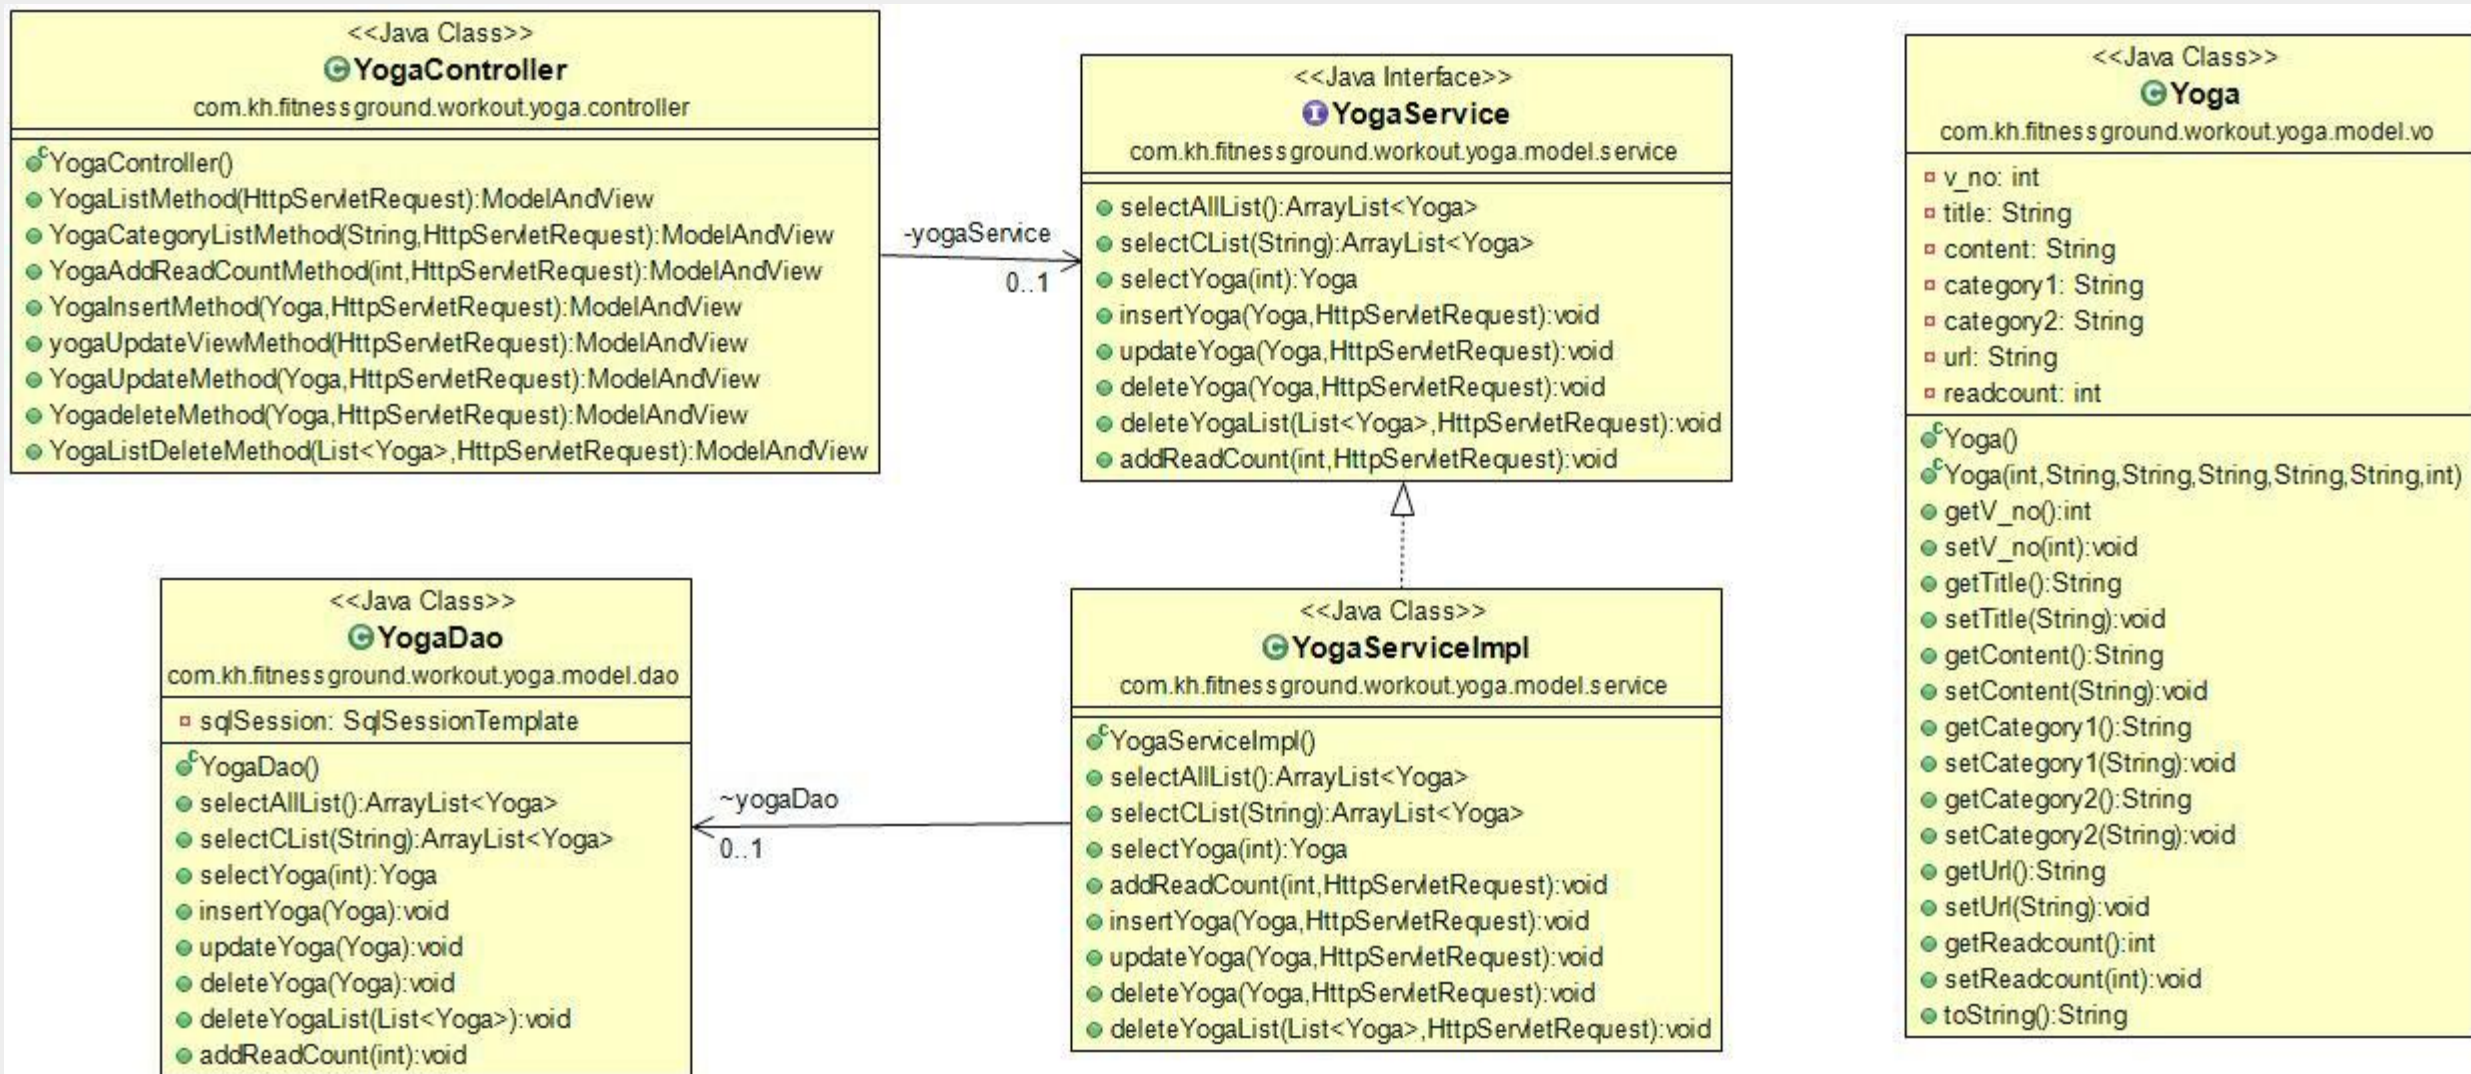 <<Java Class>>
YogaController
com.kh.fitnessground.workout.yoga.controller
YogaController()
YogaListMethod(HttpServletRequest):ModelAndView
YogaCategoryListMethod(String,HttpServletRequest):ModelAndView
YogaAddReadCountMethod(int,HttpServletRequest):ModelAndView
YogaInsertMethod(Yoga,HttpServletRequest):ModelAndView
yogaUpdateViewMethod(HttpServletRequest):ModelAndView
YogaUpdateMethod(Yoga,HttpServletRequest):ModelAndView
YogadeleteMethod(Yoga,HttpServletRequest):ModelAndView
YogaListDeleteMethod(List<Yoga>,HttpServletRequest):ModelAndView
-yogaService
0..1
<<Java Interface>>
YogaService
com.kh.fitnessground.workout.yoga.model.service
selectAllList():ArrayList<Yoga>
selectCList(String):ArrayList<Yoga>
selectYoga(int):Yoga
insertYoga(Yoga,HttpServletRequest):void
updateYoga(Yoga,HttpServletRequest):void
deleteYoga(Yoga,HttpServletRequest):void
deleteYogaList(List<Yoga>,HttpServletRequest):void
addReadCount(int,HttpServletRequest):void
<<Java Class>>
Yoga
com.kh.fitnessground.workout.yoga.model.vo
v_no: int
title: String
content: String
category1: String
category2: String
url: String
readcount: int
Yoga()
Yoga(int,String,String,String,String,String,int)
getV_no():int
setV_no(int):void
getTitle():String
setTitle(String):void
getContent():String
setContent(String):void
getCategory1():String
setCategory1(String):void
getCategory2():String
setCategory2(String):void
getUrl():String
setUrl(String):void
getReadcount():int
setReadcount(int):void
toString():String
<<Java Class>>
YogaDao
com.kh.fitnessground.workout.yoga.model.dao
sqlSession: SqlSessionTemplate
YogaDao()
selectAllList():ArrayList<Yoga>
selectCList(String):ArrayList<Yoga>
selectYoga(int):Yoga
insertYoga(Yoga):void
updateYoga(Yoga):void
deleteYoga(Yoga):void
deleteYogaList(List<Yoga>):void
addReadCount(int):void
~yogaDao
0..1
<<Java Class>>
YogaServiceImpl
com.kh.fitnessground.workout.yoga.model.service
YogaServiceImpl()
selectAllList():ArrayList<Yoga>
selectCList(String):ArrayList<Yoga>
selectYoga(int):Yoga
addReadCount(int,HttpServletRequest):void
insertYoga(Yoga,HttpServletRequest):void
updateYoga(Yoga,HttpServletRequest):void
deleteYoga(Yoga,HttpServletRequest):void
deleteYogaList(List<Yoga>,HttpServletRequest):void